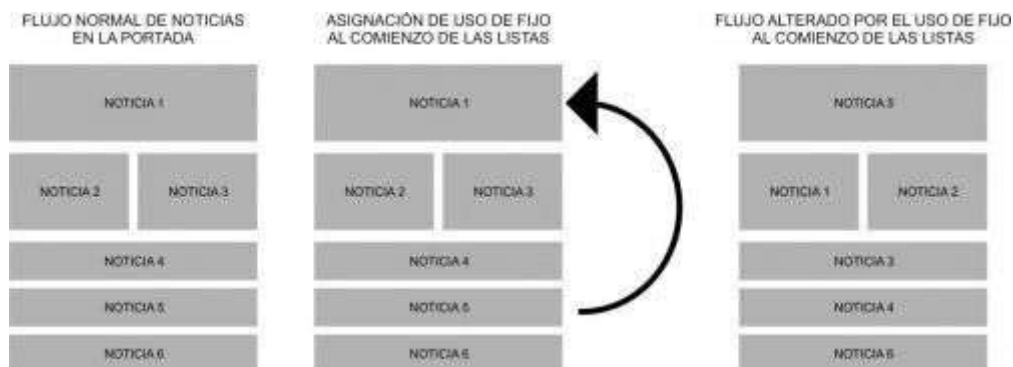 FLUJO NORMAL DE NOTICIAS
EN LA PORTADA
NOTICIA 1
NOTICIA 2
NOTICIA 3
NOTICIA 4
NOTICIA 5
NOTICIA 6
ASIGNACIÓN DE USO DE FIJO
AL COMIENZO DE LAS LISTAS
NOTICIA 1
NOTICIA 2
NOTICIA 3
NOTICIA 4
NOTICIA 5
NOTICIA 6
FLUJO ALTERADO POR EL USO DE FIJO
AL COMIENZO DE LAS LISTAS
NOTICIA 5
NOTICIA 1
NOTICIA 2
NOTICIA 3
NOTICIA 4
NOTICIA 6